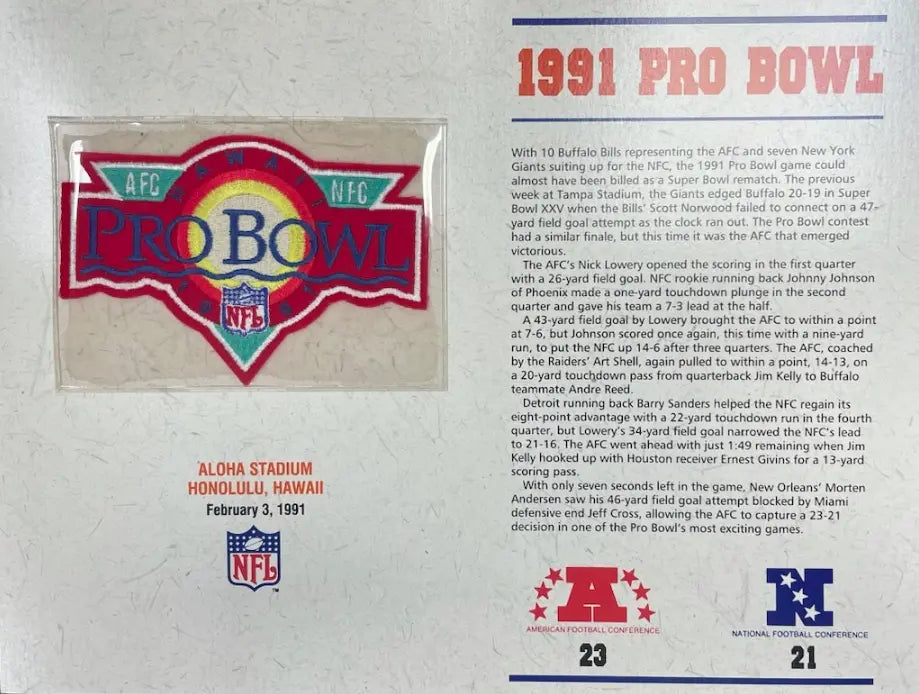 AFC
HAWAII
NFC
PRO BOWL
1991
NFL
ALOHA STADIUM
HONOLULU, HAWAII
February 3, 1991
NFL
TM
1991 PRO BOWL
With 10 Buffalo Bills representing the AFC and seven New York
Giants suiting up for the NFC, the 1991 Pro Bowl game could
almost have been billed as a Super Bowl rematch. The previous
week at Tampa Stadium, the Giants edged Buffalo 20-19 in Super
Bowl XXV when the Bills' Scott Norwood failed to connect on a 47-
yard field goal attempt as the clock ran out. The Pro Bowl contest
had a similar finale, but this time it was the AFC that emerged
victorious.
The AFC's Nick Lowery opened the scoring in the first quarter
with a 26-yard field goal. NFC rookie running back Johnny Johnson
of Phoenix made a one-yard touchdown plunge in the second
quarter and gave his team a 7-3 lead at the half.
A 43-yard field goal by Lowery brought the AFC to within a point
at 7-6, but Johnson scored once again, this time with a nine-yard
run, to put the NFC up 14-6 after three quarters. The AFC, coached
by the Raiders' Art Shell, again pulled to within a point, 14-13, on
a 20-yard touchdown pass from quarterback Jim Kelly to Buffalo
teammate Andre Reed.
Detroit running back Barry Sanders helped the NFC regain its
eight-point advantage with a 22-yard touchdown run in the fourth
quarter, but Lowery's 34-yard field goal narrowed the NFC's lead
to 21-16. The AFC went ahead with just 1:49 remaining when Jim
Kelly hooked up with Houston receiver Ernest Givins for a 13-yard
scoring pass.
With only seven seconds left in the game, New Orleans' Morten
Andersen saw his 46-yard field goal attempt blocked by Miami
defensive end Jeff Cross, allowing the AFC to capture a 23-21
decision in one of the Pro Bowl's most exciting games.
A
AMERICAN FOOTBALL CONFERENCE
23
N
NATIONAL FOOTBALL CONFERENCE
21